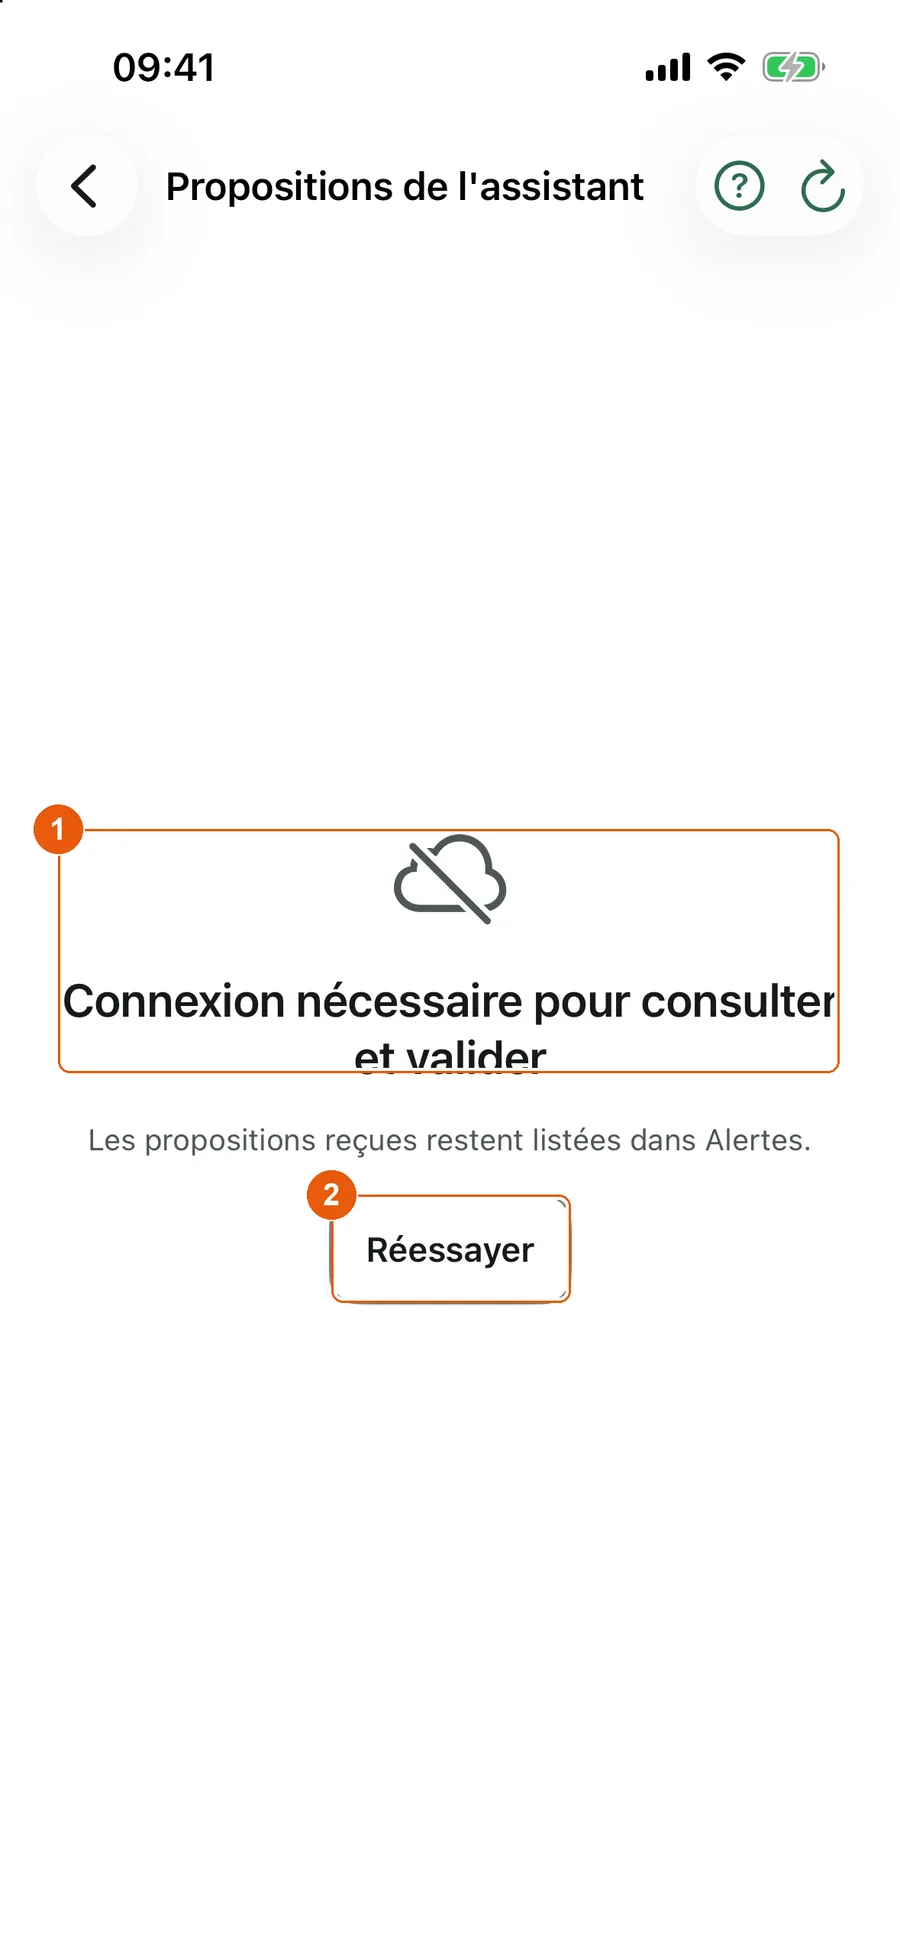 09:41
Propositions de l'assistant
?
1
Connexion nécessaire pour consulter
et valider
Les propositions reçues restent listées dans Alertes.
2
Réessayer